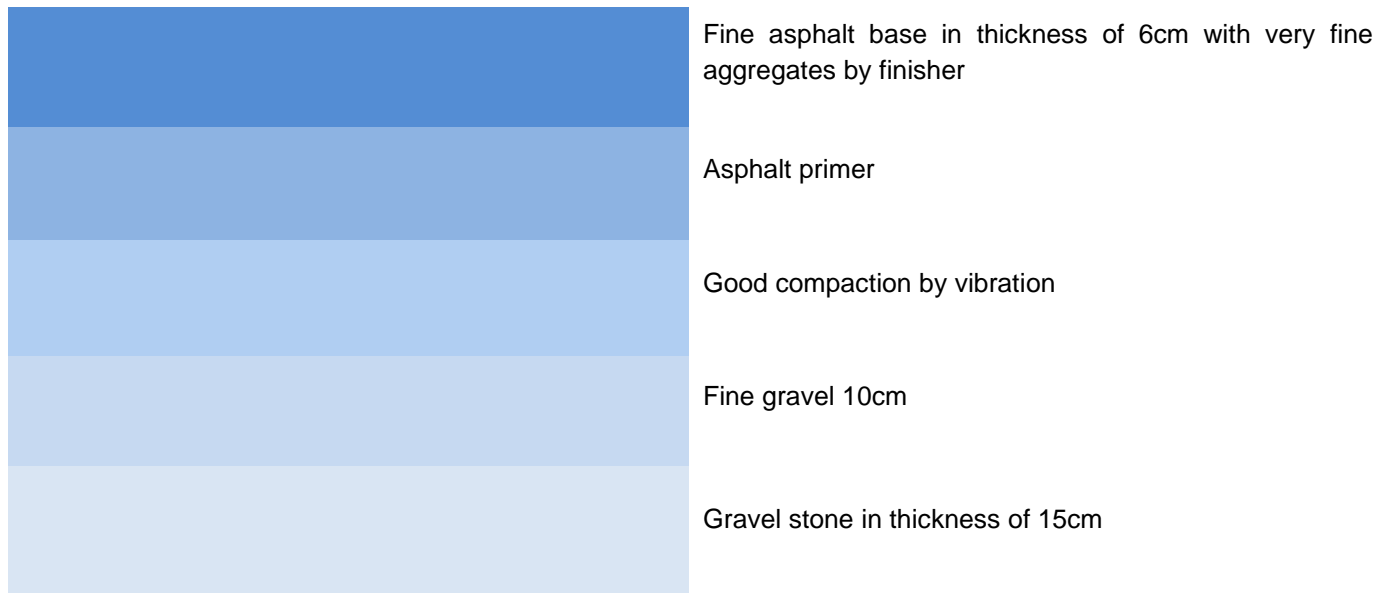 Fine asphalt base in thickness of 6cm with very fine
aggregates by finisher
Asphalt primer
Good compaction by vibration
Fine gravel 10cm
Gravel stone in thickness of 15cm